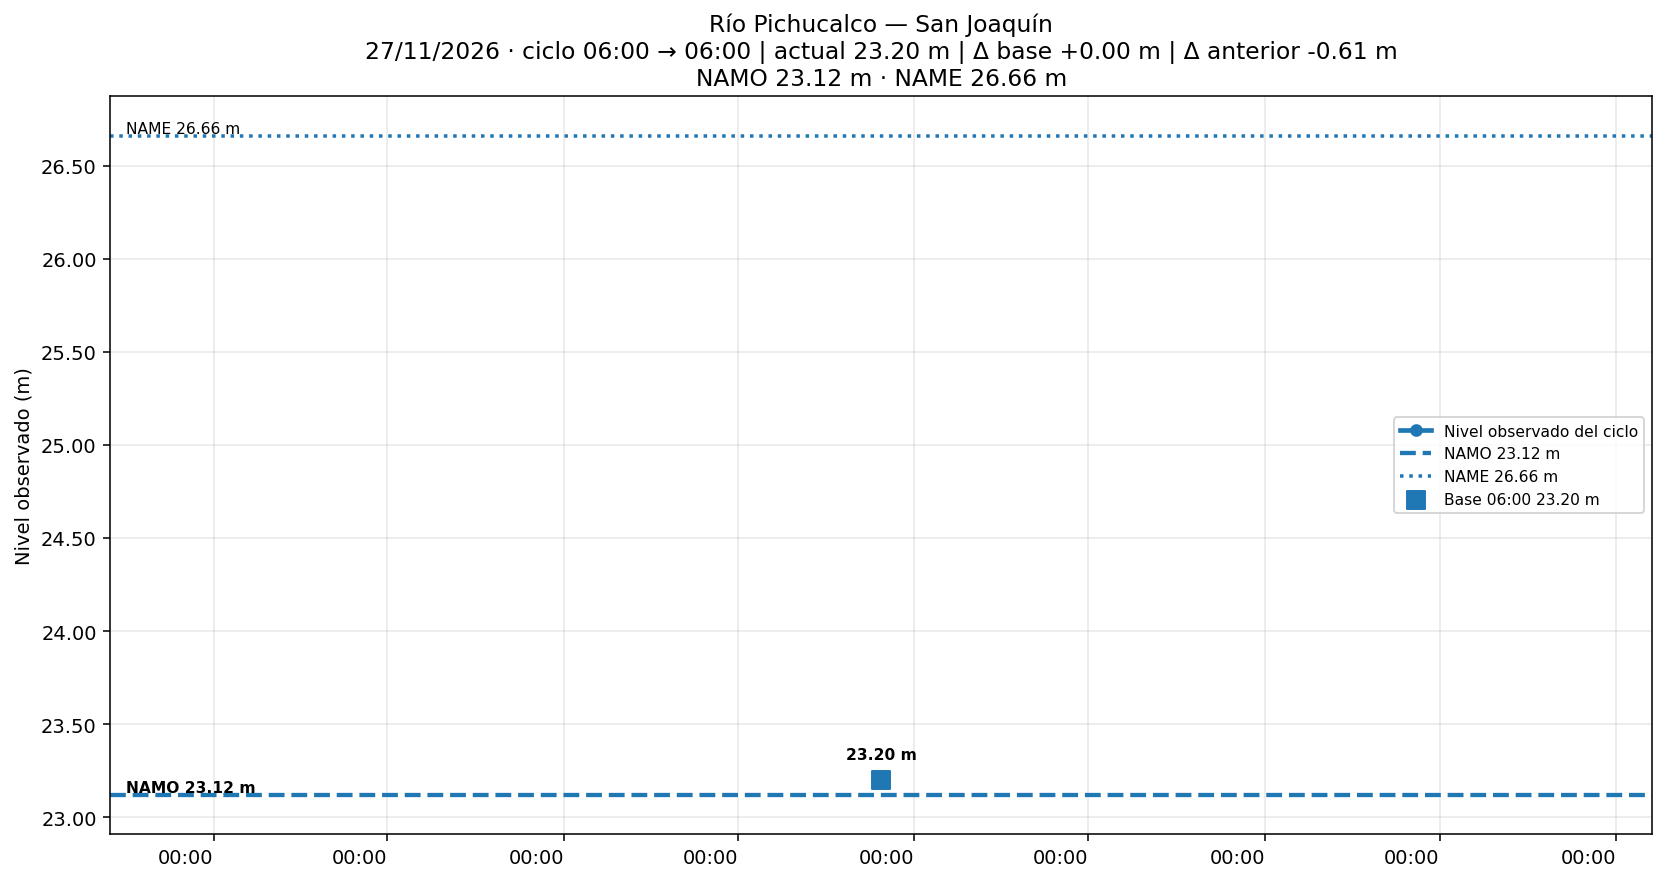 Río Pichucalco — San Joaquín
27/11/2026 · ciclo 06:00 → 06:00 | actual 23.20 m | Δ base +0.00 m | Δ anterior -0.61 m
NAMO 23.12 m · NAME 26.66 m
NAME 26.66 m
26.50
26.00
25.50
25.00
24.50
24.00
23.50
23.00
Nivel observado (m)
Nivel observado del ciclo
NAMO 23.12 m
NAME 26.66 m
Base 06:00 23.20 m
23.20 m
NAMO 23.12 m
00:00 00:00 00:00 00:00 00:00 00:00 00:00 00:00 00:00